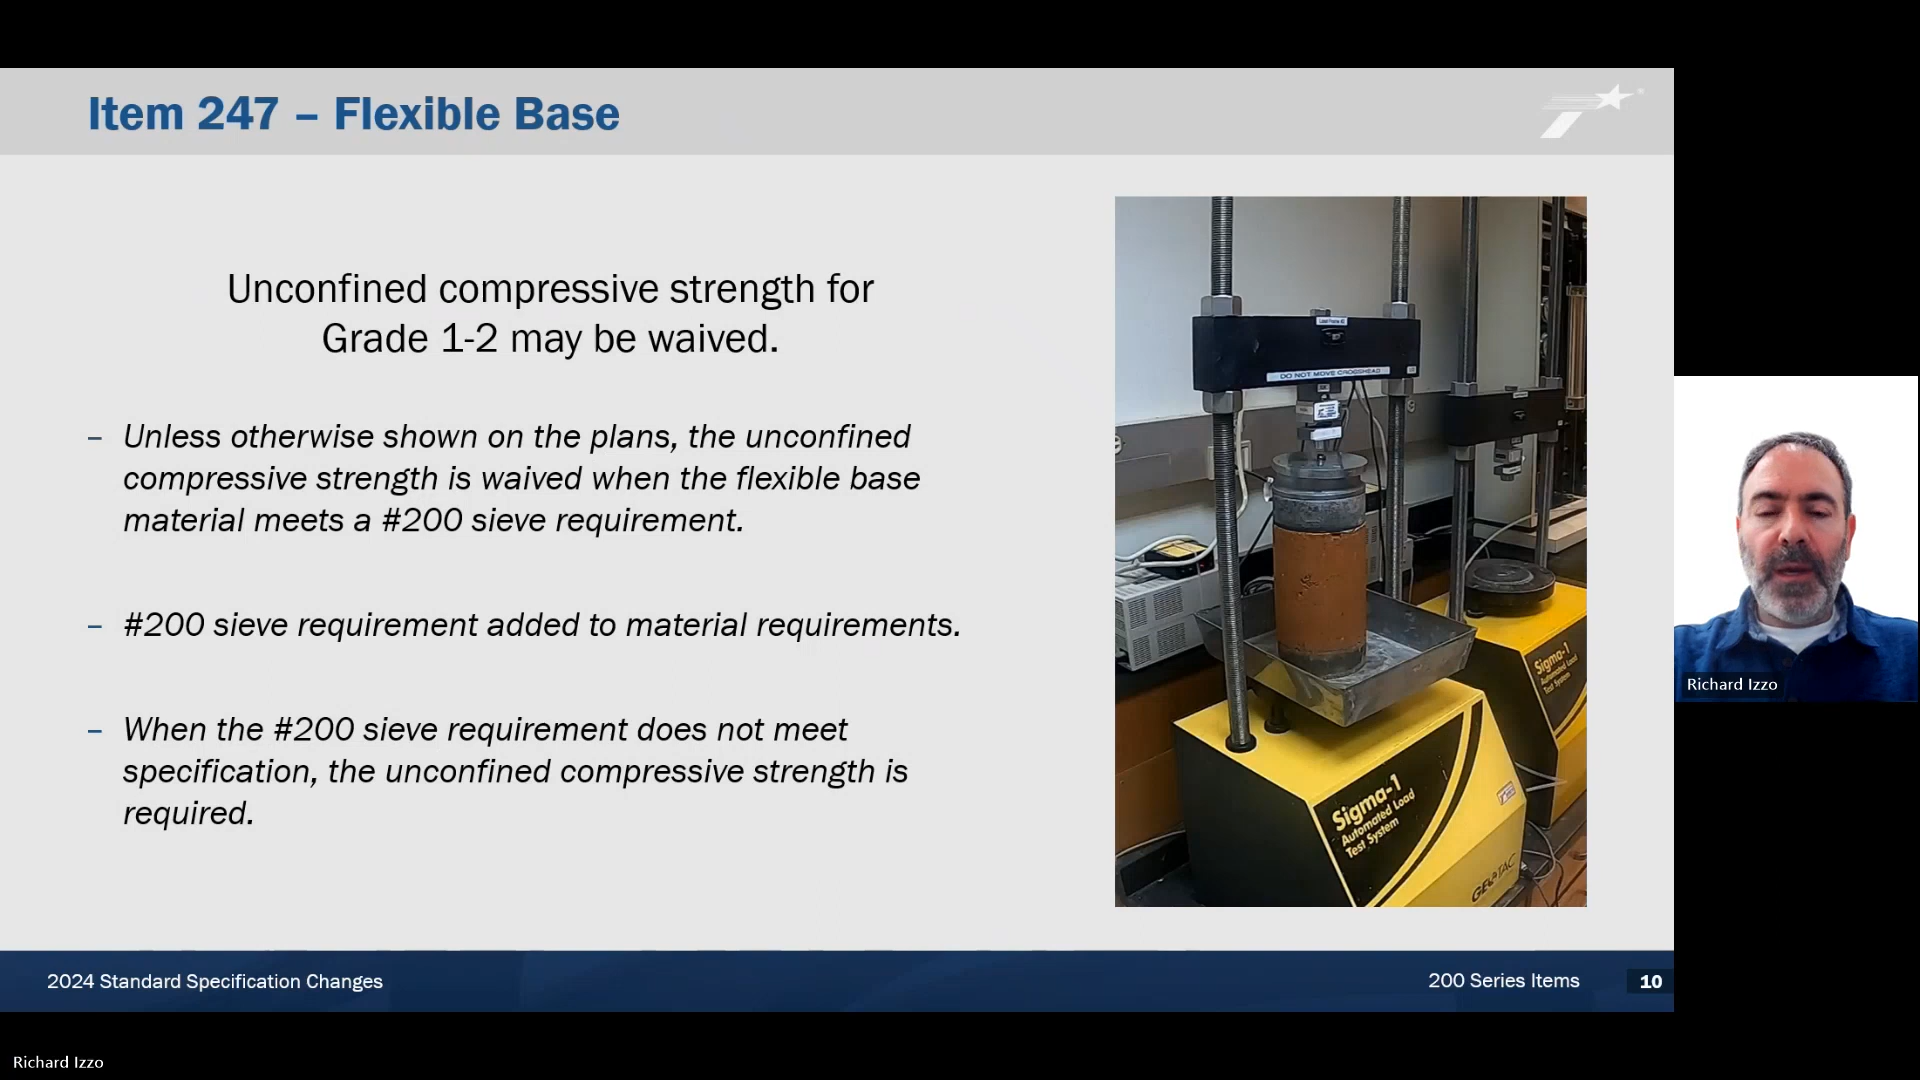 Item 247 – Flexible Base
Unconfined compressive strength for
Grade 1-2 may be waived.
– Unless otherwise shown on the plans, the unconfined
compressive strength is waived when the flexible base
material meets a #200 sieve requirement.
– #200 sieve requirement added to material requirements.
– When the #200 sieve requirement does not meet
specification, the unconfined compressive strength is
required.
DO NOT MOVE CROSSHEAD
Sigma-1
Automated Load
Test System
Sigma-1
Automated Load
Test System
Richard Izzo
2024 Standard Specification Changes
200 Series Items
10
Richard Izzo